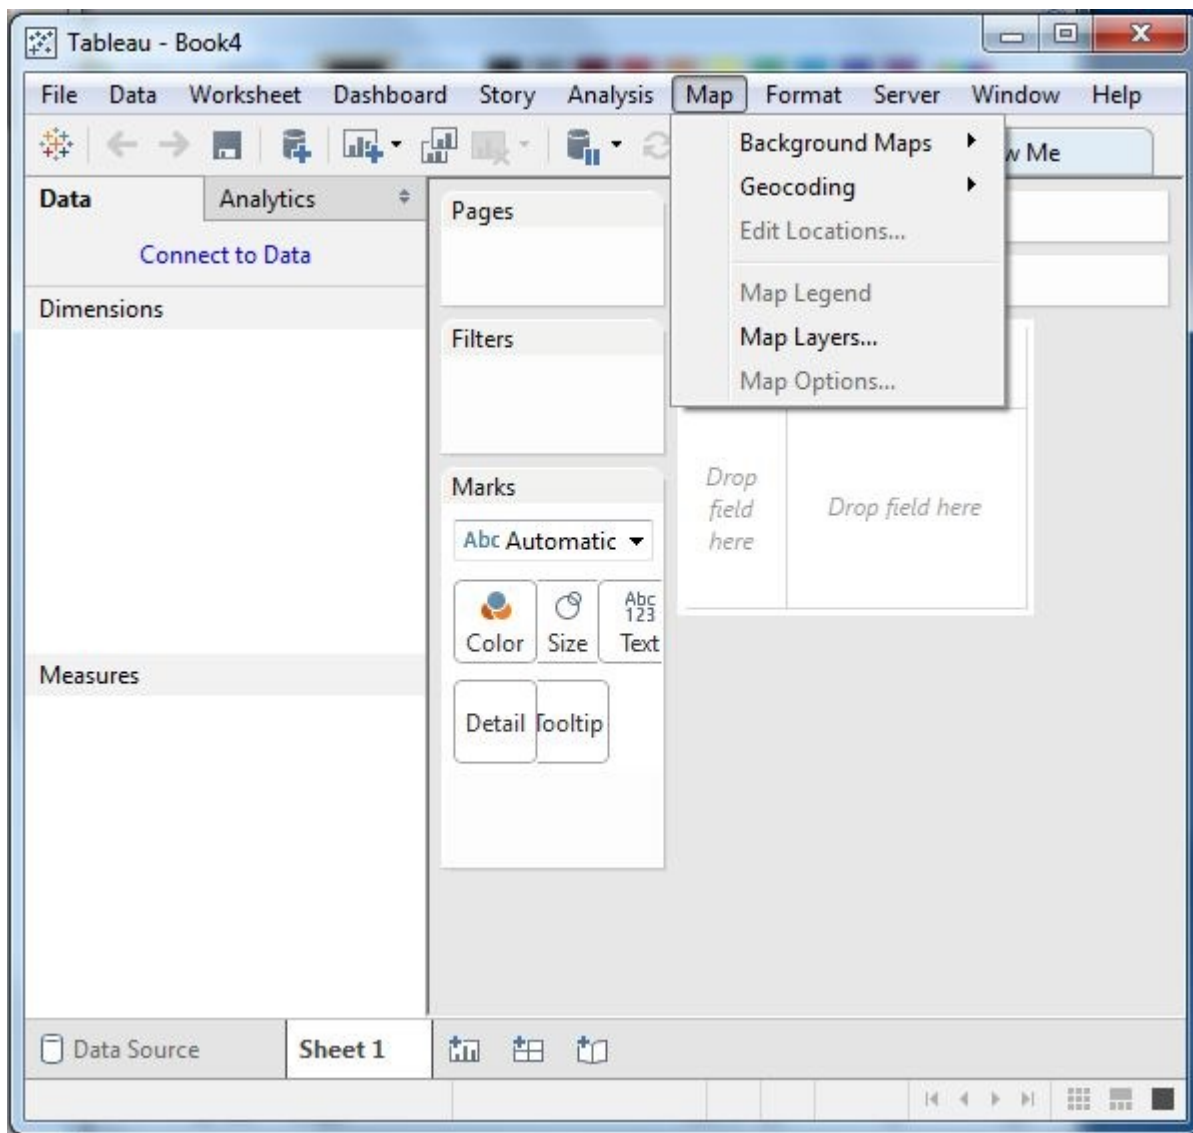 Tableau - Book4
File Data Worksheet Dashboard Story Analysis Map Format Server Window Help
w Me
Data Analytics
Connect to Data
Dimensions
Measures
Pages
Filters
Marks
Abc Automatic
Color Size Abc 123 Text
Detail Tooltip
Background Maps
Geocoding
Edit Locations...
Map Legend
Map Layers...
Map Options...
Drop
field
here
Drop field here
Data Source Sheet 1